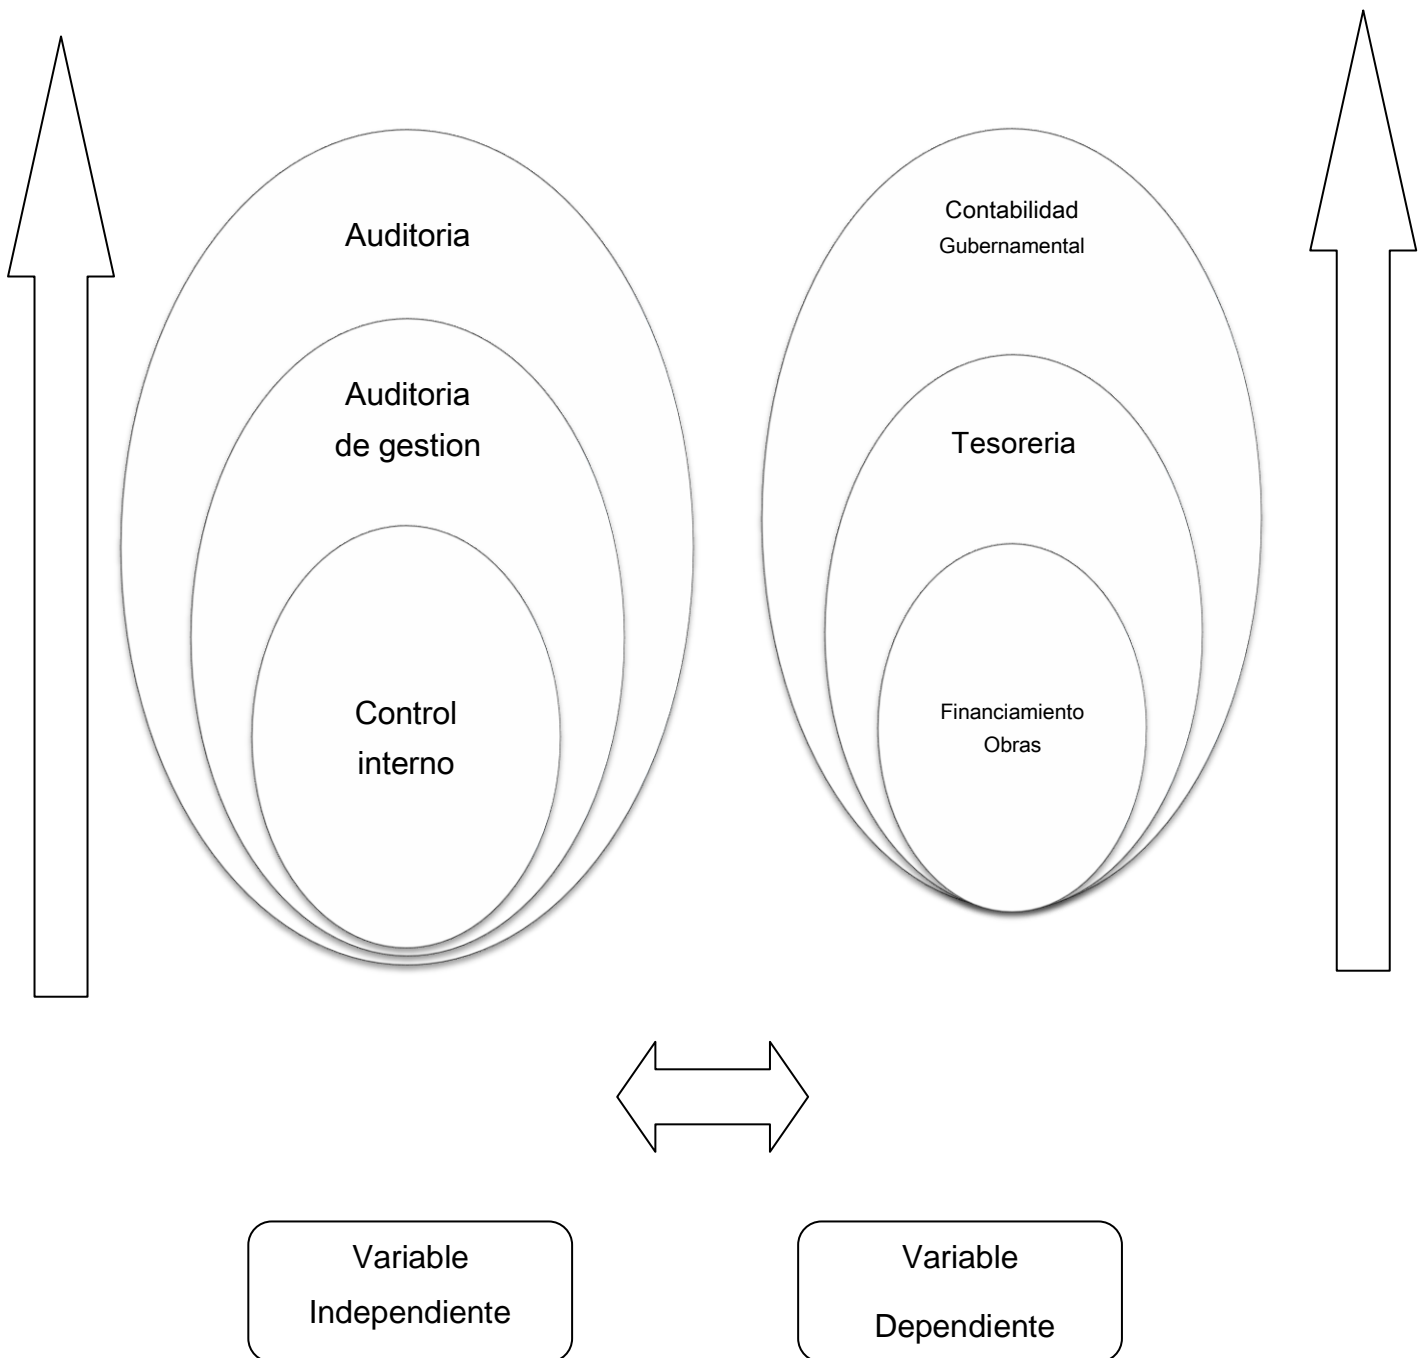 Auditoria
Auditoria
de gestion
Control
interno
Contabilidad
Gubernamental
Tesoreria
Financiamiento
Obras
Variable
Independiente
Variable
Dependiente